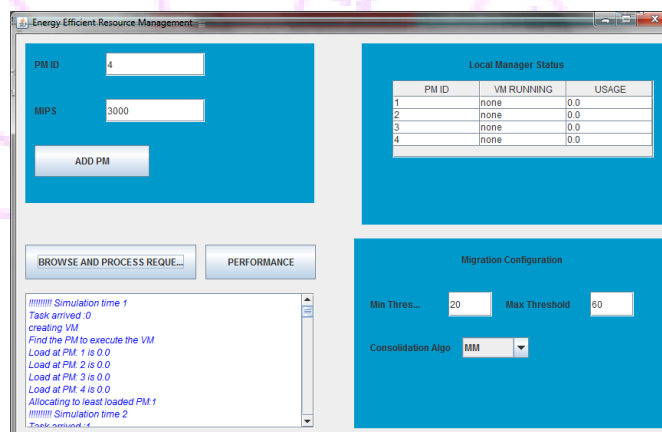 Energy Efficient Resource Management
PM ID 4
MIPS 3000
ADD PM
Local Manager Status
PM ID VM RUNNING USAGE
1 none 0.0
2 none 0.0
3 none 0.0
4 none 0.0
BROWSE AND PROCESS REQUE... PERFORMANCE
!!!!!!!!! Simulation time 1
Task arrived :0
creating VM
Find the PM to execute the VM
Load at PM: 1 is 0.0
Load at PM: 2 is 0.0
Load at PM: 3 is 0.0
Load at PM: 4 is 0.0
Allocating to least loaded PM:1
!!!!!!!!! Simulation time 2
Task arrived :1
Migration Configuration
Min Thres... 20 Max Threshold 60
Consolidation Algo MM